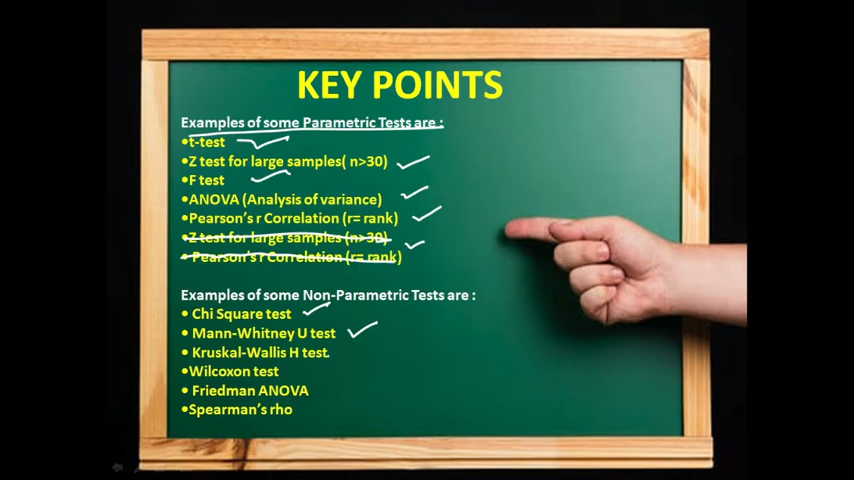 KEY POINTS
Examples of some Parametric Tests are :
•t-test
•Z test for large samples( n>30)
•F test
•ANOVA (Analysis of variance)
•Pearson's r Correlation (r= rank)
•Z test for large samples (n>30)
• Pearson's r Correlation (r= rank)
Examples of some Non-Parametric Tests are :
• Chi Square test
• Mann-Whitney U test
• Kruskal-Wallis H test.
•Wilcoxon test
• Friedman ANOVA
•Spearman's rho